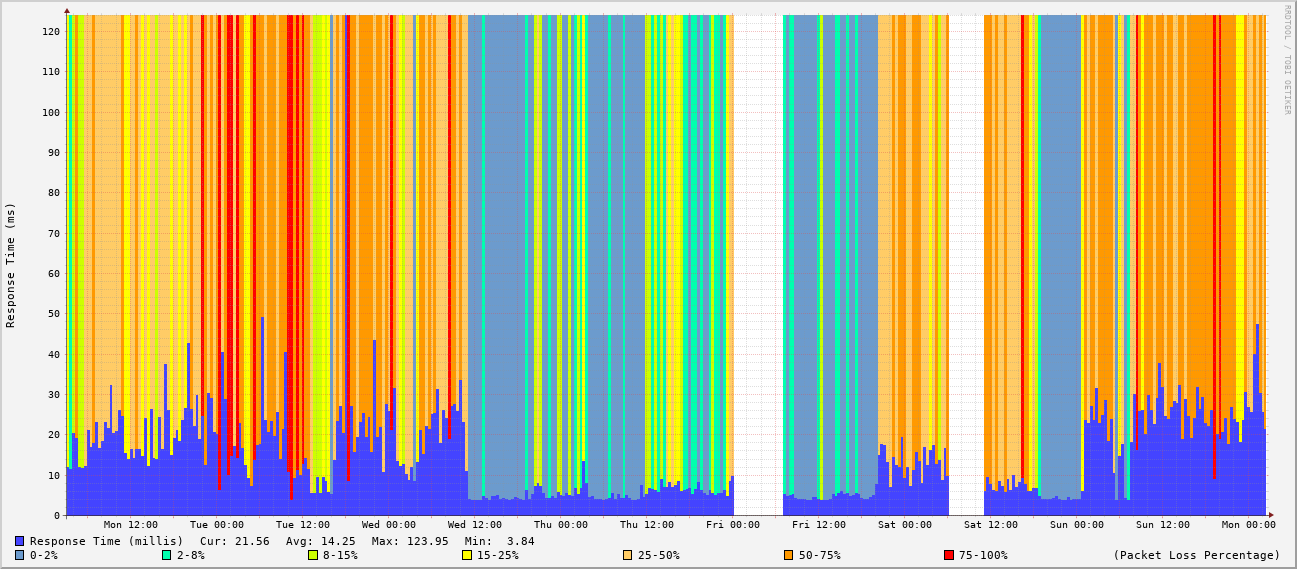 RRDTOOL / TOBI OETIKER
Response Time (ms)
120
110
100
90
80
70
60
50
40
30
20
10
0
Mon 12:00 Tue 00:00 Tue 12:00 Wed 00:00 Wed 12:00 Thu 00:00 Thu 12:00 Fri 00:00 Fri 12:00 Sat 00:00 Sat 12:00 Sun 00:00 Sun 12:00 Mon 00:00
Response Time (millis) Cur: 21.56 Avg: 14.25 Max: 123.95 Min: 3.84
0-2% 2-8% 8-15% 15-25% 25-50% 50-75% 75-100% (Packet Loss Percentage)